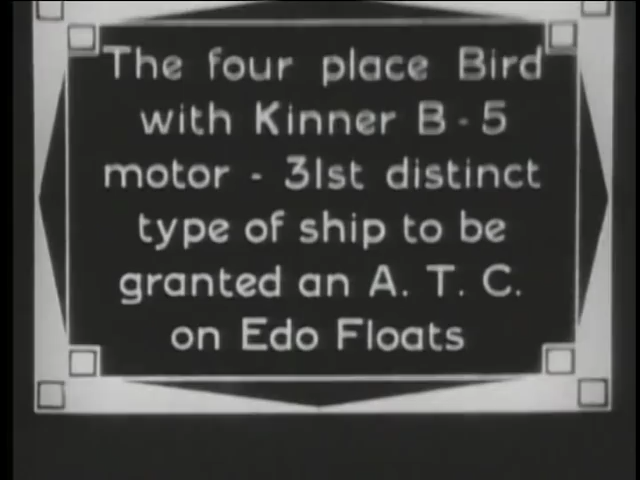 The four place Bird
with Kinner B-5
motor - 31st distinct
type of ship to be
granted an A. T. C.
on Edo Floats